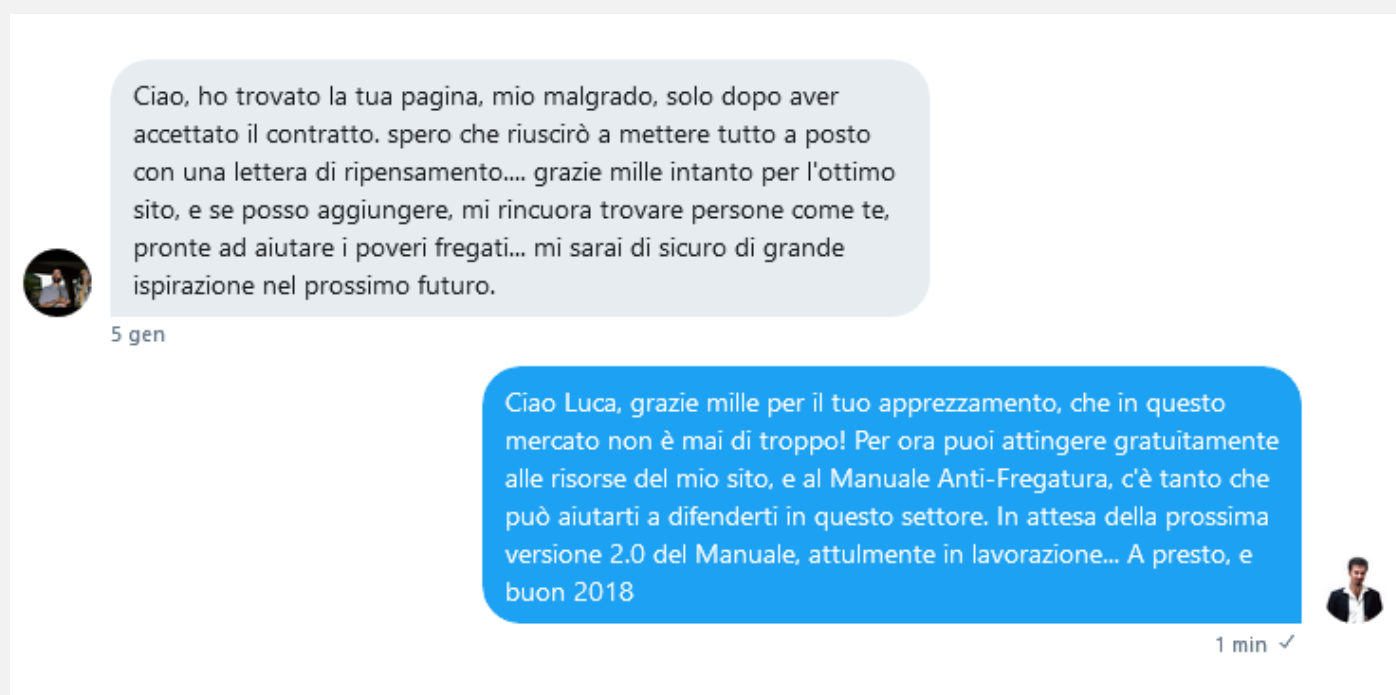 Ciao, ho trovato la tua pagina, mio malgrado, solo dopo aver
accettato il contratto. spero che riuscirò a mettere tutto a posto
con una lettera di ripensamento.... grazie mille intanto per l'ottimo
sito, e se posso aggiungere, mi rincuora trovare persone come te,
pronte ad aiutare i poveri fregati... mi sarai di sicuro di grande
ispirazione nel prossimo futuro.
5 gen
Ciao Luca, grazie mille per il tuo apprezzamento, che in questo
mercato non è mai di troppo! Per ora puoi attingere gratuitamente
alle risorse del mio sito, e al Manuale Anti-Fregatura, c'è tanto che
può aiutarti a difenderti in questo settore. In attesa della prossima
versione 2.0 del Manuale, attulmente in lavorazione... A presto, e
buon 2018
1 min ✓